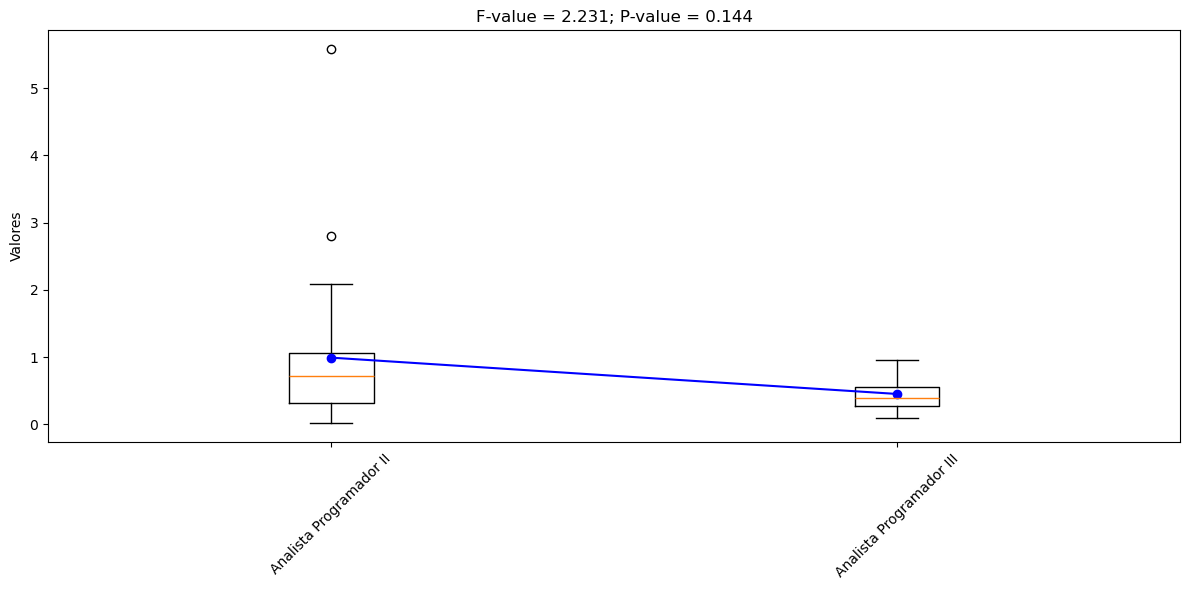 F-value = 2.231; P-value = 0.144
Valores
5
4
3
2
1
0
Analista Programador II
Analista Programador III